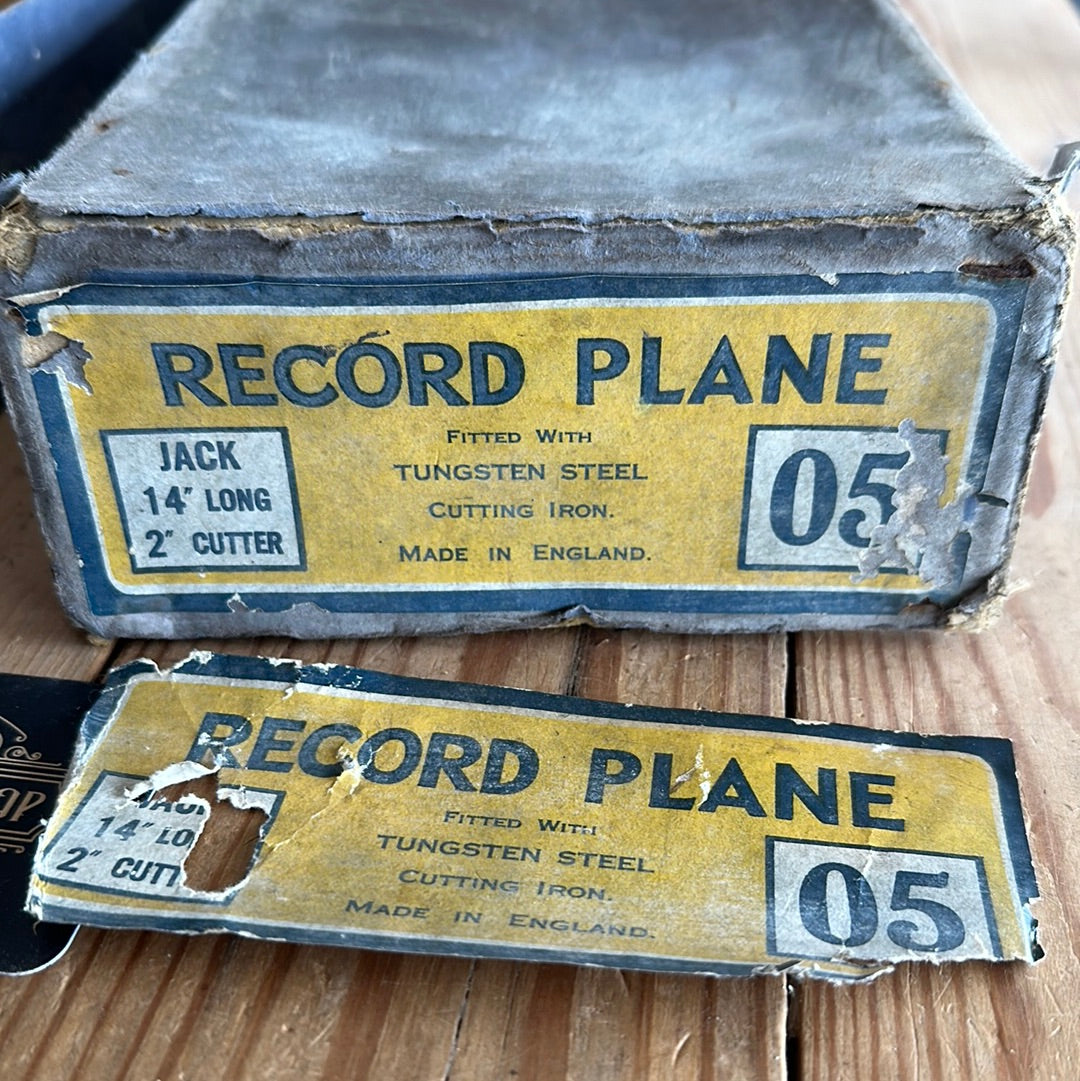 RECORD PLANE
JACK
14" LONG
2" CUTTER
FITTED WITH
TUNGSTEN STEEL
CUTTING IRON.
MADE IN ENGLAND.
05
RECORD PLANE
14" LO
2" CUTT
FITTED WITH
TUNGSTEN STEEL
CUTTING IRON.
MADE IN ENGLAND.
05